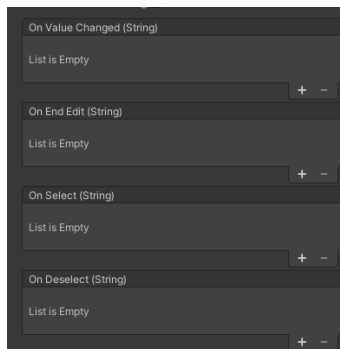 On Value Changed (String)
List is Empty
+ −
On End Edit (String)
List is Empty
+ −
On Select (String)
List is Empty
+ −
On Deselect (String)
List is Empty
+ −